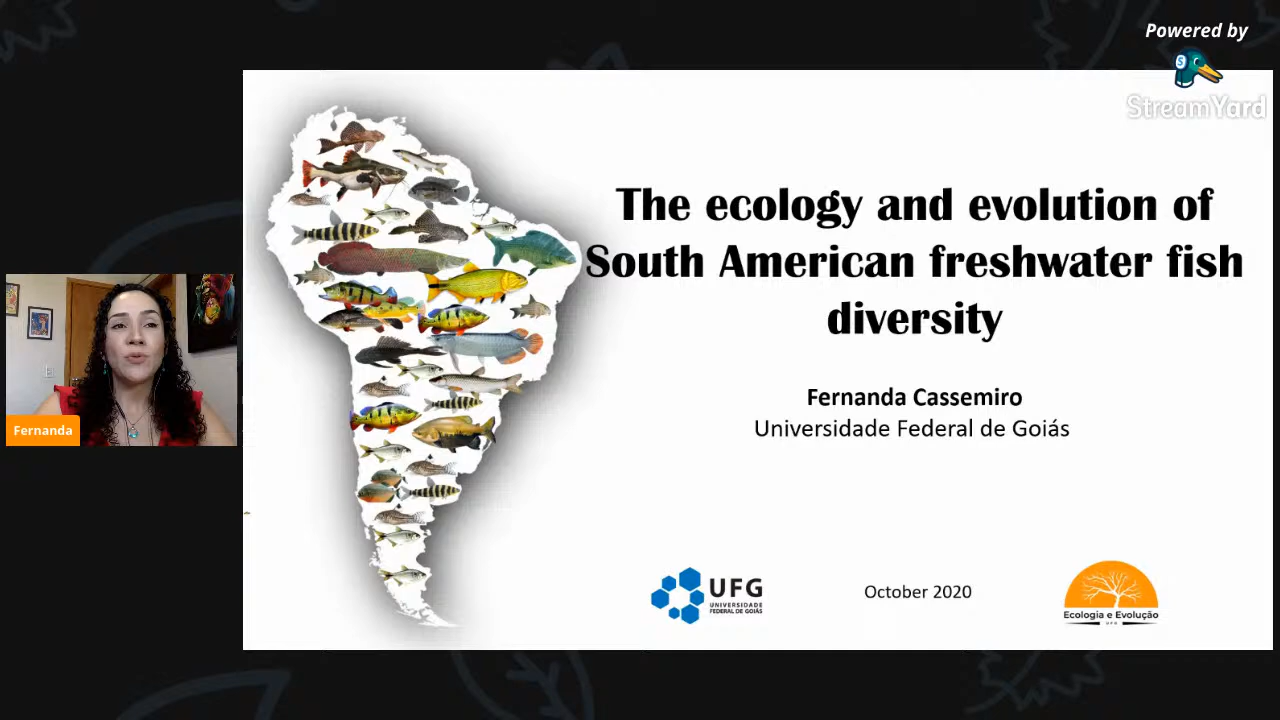 Powered by
StreamYard
The ecology and evolution of
South American freshwater fish
diversity
Fernanda Cassemiro
Universidade Federal de Goiás
Fernanda
UFG
UNIVERSIDADE
FEDERAL DE GOIÁS
October 2020
Ecologia e Evolução
UFG